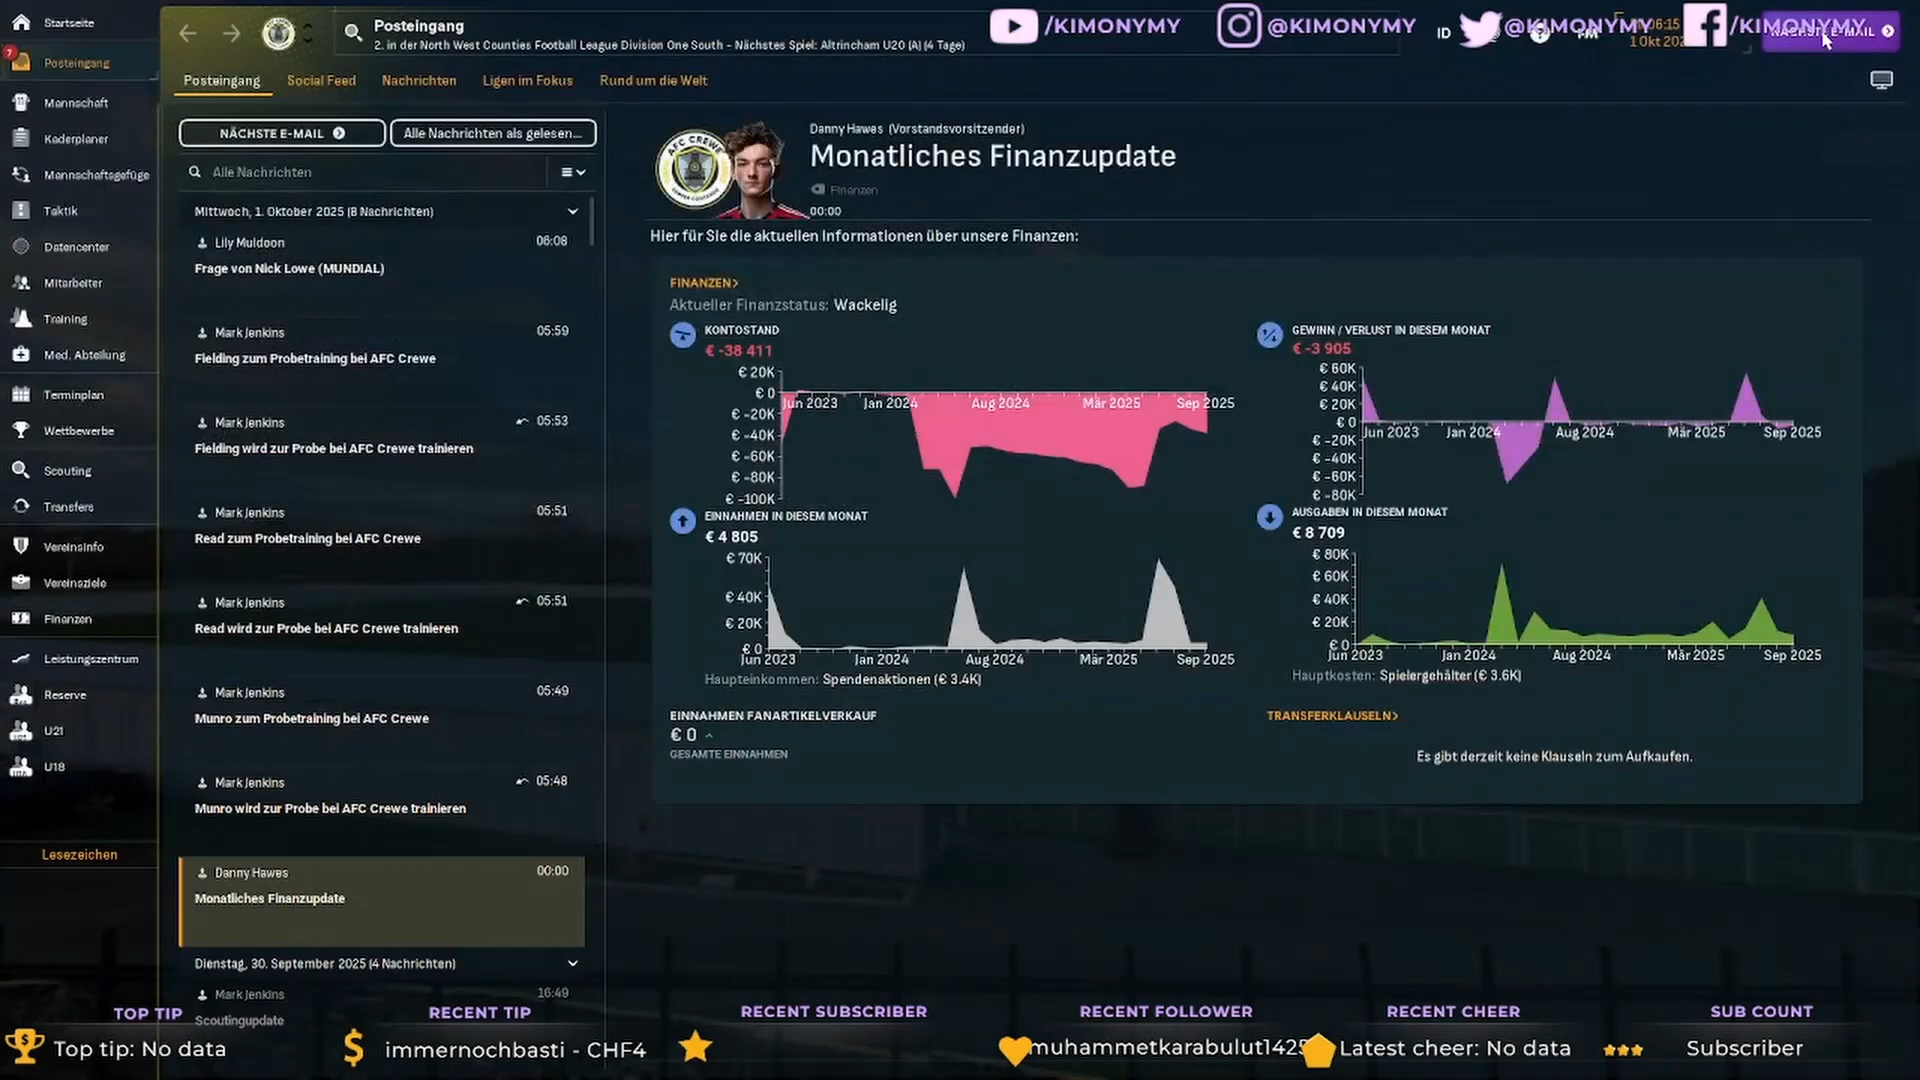 Startseite
7
Posteingang
Mannschaft
Kaderplaner
Mannschaftsgefüge
Taktik
Datencenter
Mitarbeiter
Training
Med. Abteilung
Terminplan
Wettbewerbe
Scouting
Transfers
Vereinsinfo
Vereinsziele
Finanzen
Leistungszentrum
Reserve
U21
U18
Lesezeichen
Posteingang
2. in der North West Counties Football League Division One South - Nächstes Spiel: Altrincham U20 (A) (4 Tage)
/KIMONYMY
@KIMONYMY
ID
@KIMONYMY
/KIMONYMY
06:15
1 Okt
Posteingang Social Feed Nachrichten Ligen im Fokus Rund um die Welt
NÄCHSTE E-MAIL
Alle Nachrichten als gelesen...
Alle Nachrichten
Mittwoch, 1. Oktober 2025 (8 Nachrichten)
Lily Muldoon 06:08
Frage von Nick Lowe (MUNDIAL)
Mark Jenkins 05:59
Fielding zum Probetraining bei AFC Crewe
Mark Jenkins 05:53
Fielding wird zur Probe bei AFC Crewe trainieren
Mark Jenkins 05:51
Read zum Probetraining bei AFC Crewe
Mark Jenkins 05:51
Read wird zur Probe bei AFC Crewe trainieren
Mark Jenkins 05:49
Munro zum Probetraining bei AFC Crewe
Mark Jenkins 05:48
Munro wird zur Probe bei AFC Crewe trainieren
Danny Hawes 00:00
Monatliches Finanzupdate
Dienstag, 30. September 2025 (4 Nachrichten)
Mark Jenkins 16:49
Scoutingupdate
AFC CREWE
Danny Hawes (Vorstandsvorsitzender)
Monatliches Finanzupdate
Finanzen
00:00
Hier für Sie die aktuellen Informationen über unsere Finanzen:
FINANZEN>
Aktueller Finanzstatus: Wackelig
KONTOSTAND
€ -38 411
€ 20K
€ 0
€ -20K
€ -40K
€ -60K
€ -80K
€ -100K
Jun 2023 Jan 2024 Aug 2024 Mär 2025 Sep 2025
GEWINN / VERLUST IN DIESEM MONAT
€ -3 905
€ 60K
€ 40K
€ 20K
€ 0
€ -20K
€ -40K
€ -60K
€ -80K
Jun 2023 Jan 2024 Aug 2024 Mär 2025 Sep 2025
EINNAHMEN IN DIESEM MONAT
€ 4 805
€ 70K
€ 40K
€ 20K
€ 0
Jun 2023 Jan 2024 Aug 2024 Mär 2025 Sep 2025
Haupteinkommen: Spendenaktionen (€ 3.4K)
AUSGABEN IN DIESEM MONAT
€ 8 709
€ 80K
€ 60K
€ 40K
€ 20K
€ 0
Jun 2023 Jan 2024 Aug 2024 Mär 2025 Sep 2025
Hauptkosten: Spielergehälter (€ 3.6K)
EINNAHMEN FANARTIKELVERKAUF
€ 0
GESAMTE EINNAHMEN
TRANSFERKLAUSELN>
Es gibt derzeit keine Klauseln zum Aufkaufen.
TOP TIP
Top tip: No data
RECENT TIP
immernochbasti - CHF4
RECENT SUBSCRIBER
RECENT FOLLOWER
muhammetkarabulut1425
RECENT CHEER
Latest cheer: No data
SUB COUNT
Subscriber